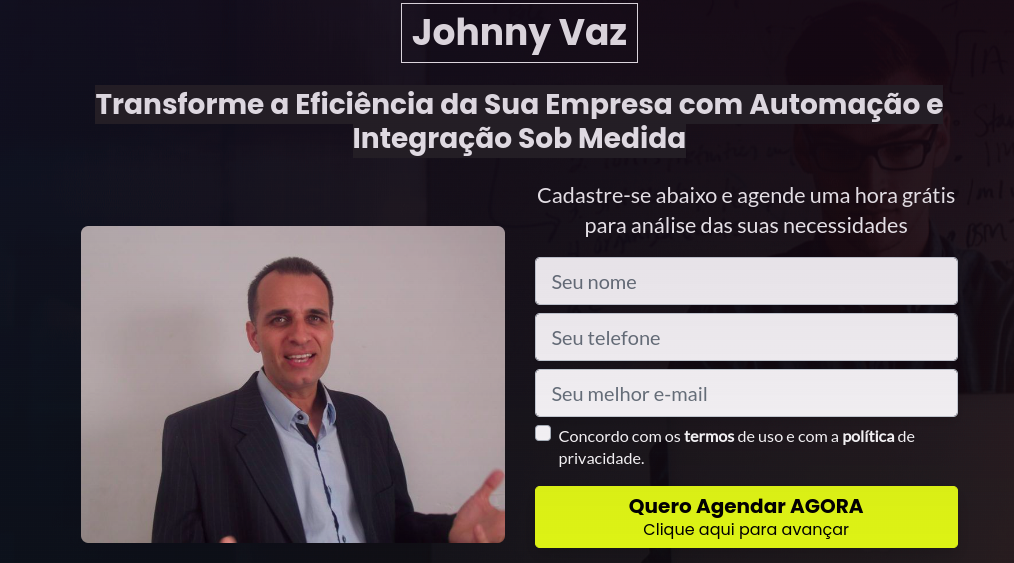 Johnny Vaz
Transforme a Eficiência da Sua Empresa com Automação e
Integração Sob Medida
Cadastre-se abaixo e agende uma hora grátis
para análise das suas necessidades
Seu nome
Seu telefone
Seu melhor e-mail
Concordo com os termos de uso e com a política de
privacidade.
Quero Agendar AGORA
Clique aqui para avançar